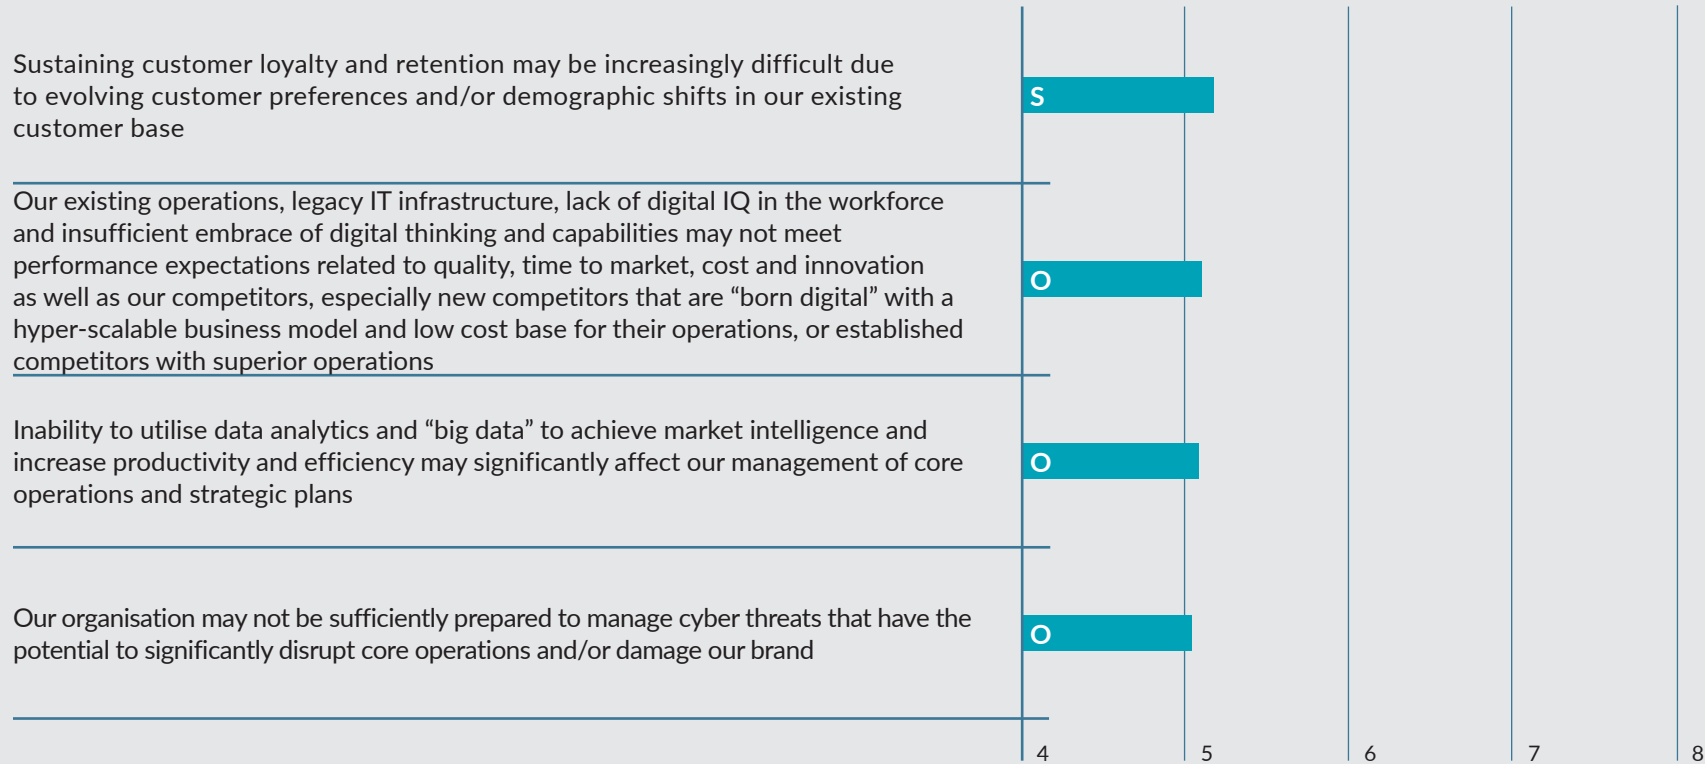 Sustaining customer loyalty and retention may be increasingly difficult due
to evolving customer preferences and/or demographic shifts in our existing
customer base
S
Our existing operations, legacy IT infrastructure, lack of digital IQ in the workforce
and insufficient embrace of digital thinking and capabilities may not meet
performance expectations related to quality, time to market, cost and innovation
as well as our competitors, especially new competitors that are “born digital” with a
hyper-scalable business model and low cost base for their operations, or established
competitors with superior operations
O
Inability to utilise data analytics and “big data” to achieve market intelligence and
increase productivity and efficiency may significantly affect our management of core
operations and strategic plans
O
Our organisation may not be sufficiently prepared to manage cyber threats that have the
potential to significantly disrupt core operations and/or damage our brand
O
4 5 6 7 8